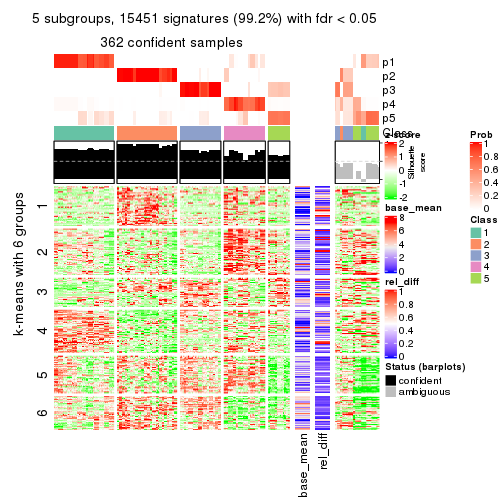 5 subgroups, 15451 signatures (99.2%) with fdr < 0.05
362 confident samples
p1
p2
p3
p4
p5
Class
Silhouette
score
k-means with 6 groups
1
2
3
4
5
6
base_mean
rel_diff
z-score
2
1
0
-1
-2
base_mean
8
6
4
2
0
rel_diff
1
0.8
0.6
0.4
0.2
0
Status (barplots)
confident
ambiguous
Prob
1
0.8
0.6
0.4
0.2
0
Class
1
2
3
4
5